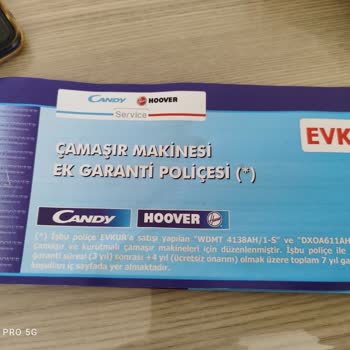 CANDY HOOVER
Service
EVK
ÇAMAŞIR MAKİNESİ
EK GARANTİ POLİÇESİ (*)
CANDY HOOVER
(*) İşbu poliçe EVKUR'a satışı yapılan "WDMT 4138AH/1-S" ve "DXOA611AH
çamaşır ve kurutmalı çamaşır makineleri için düzenlenmiştir. İşbu poliçe ile
garanti süresi (3 yıl) sonrası +4 yıl (ücretsiz onarım) olmak üzere toplam 7 yıl ga
koşulları iç sayfada yer almaktadır.
PRO 5G